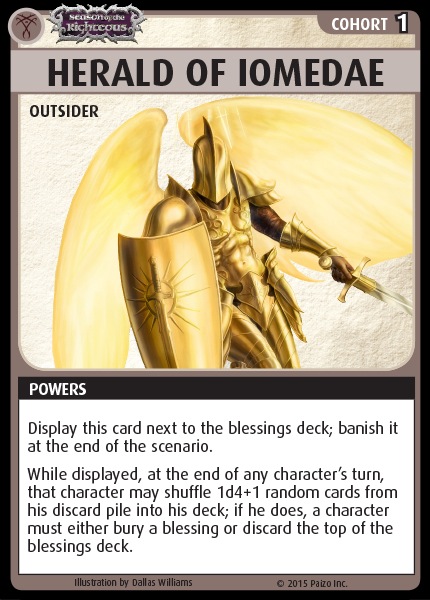 Season of the
Righteous
COHORT 1
HERALD OF IOMEDAE
OUTSIDER
POWERS
Display this card next to the blessings deck; banish it
at the end of the scenario.
While displayed, at the end of any character's turn,
that character may shuffle 1d4+1 random cards from
his discard pile into his deck; if he does, a character
must either bury a blessing or discard the top of the
blessings deck.
Illustration by Dallas Williams
© 2015 Paizo Inc.